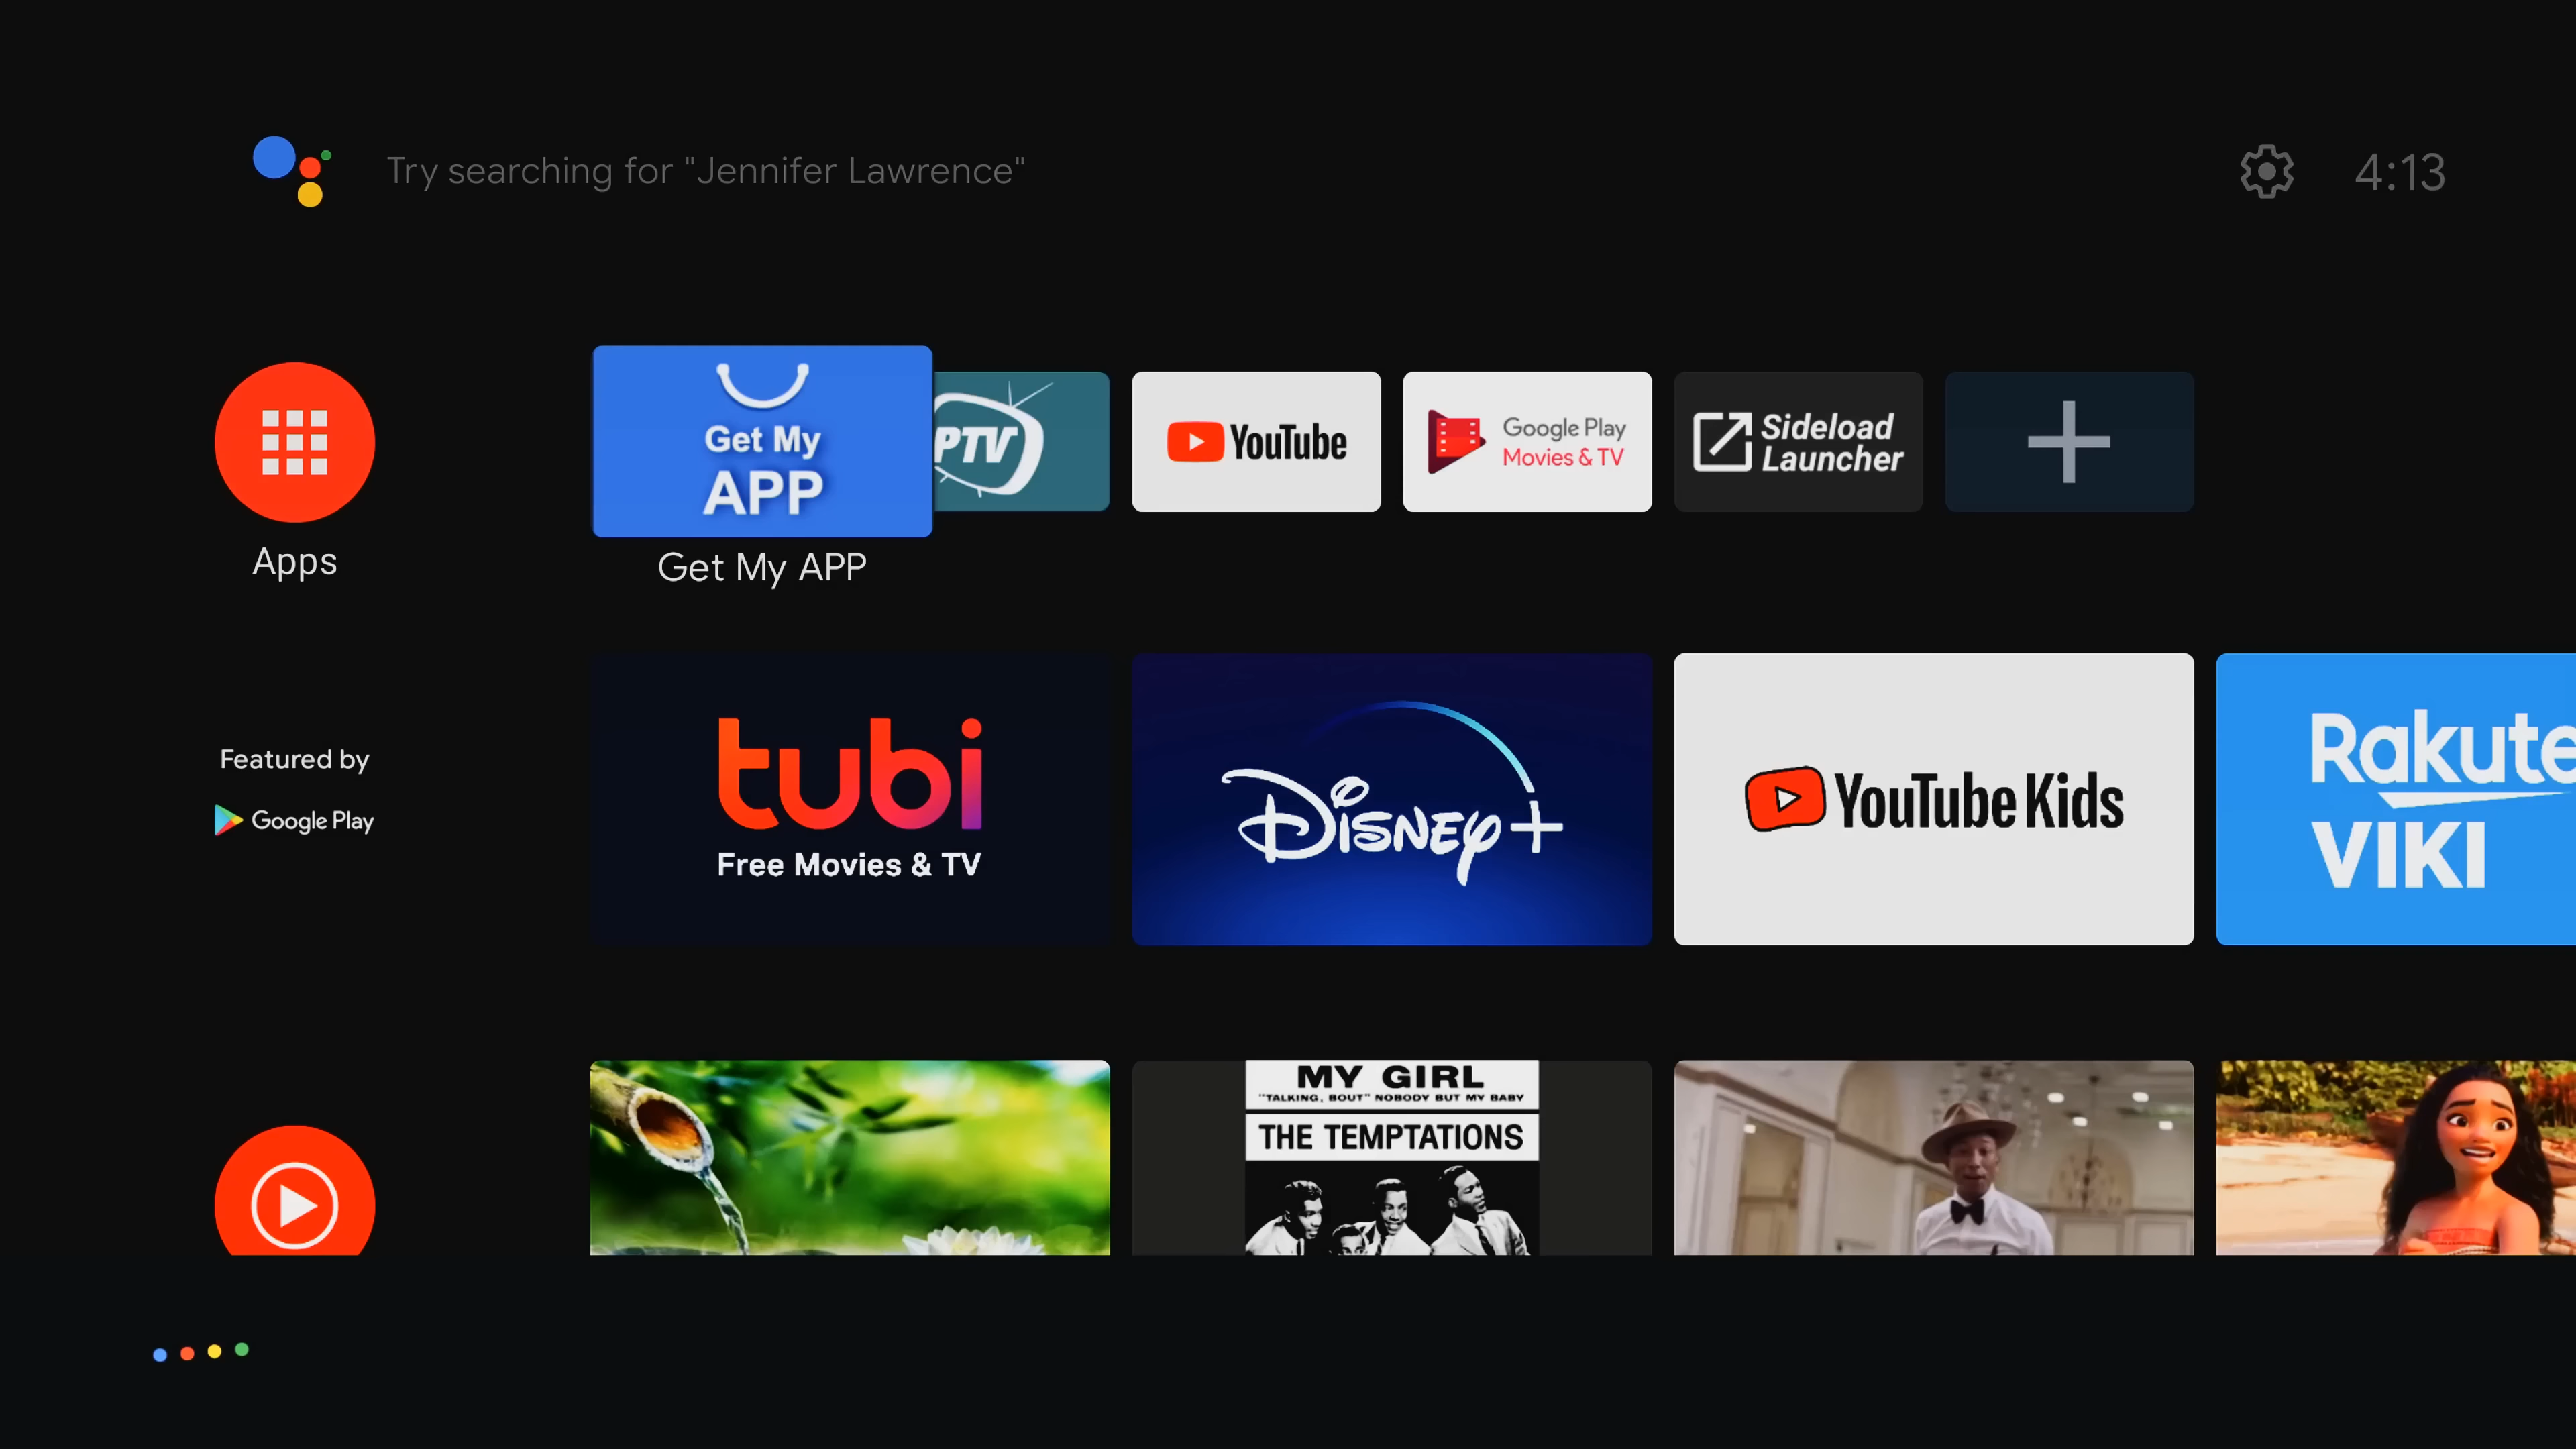 Try searching for "Jennifer Lawrence"
4:13
Get My
APP
PTV
YouTube
Google Play
Movies & TV
Sideload
Launcher
Apps
Get My APP
Featured by
Google Play
tubi
Free Movies & TV
Disney+
YouTube Kids
Rakute
VIKI
MY GIRL
"TALKING, BOUT" NOBODY BUT MY BABY
THE TEMPTATIONS